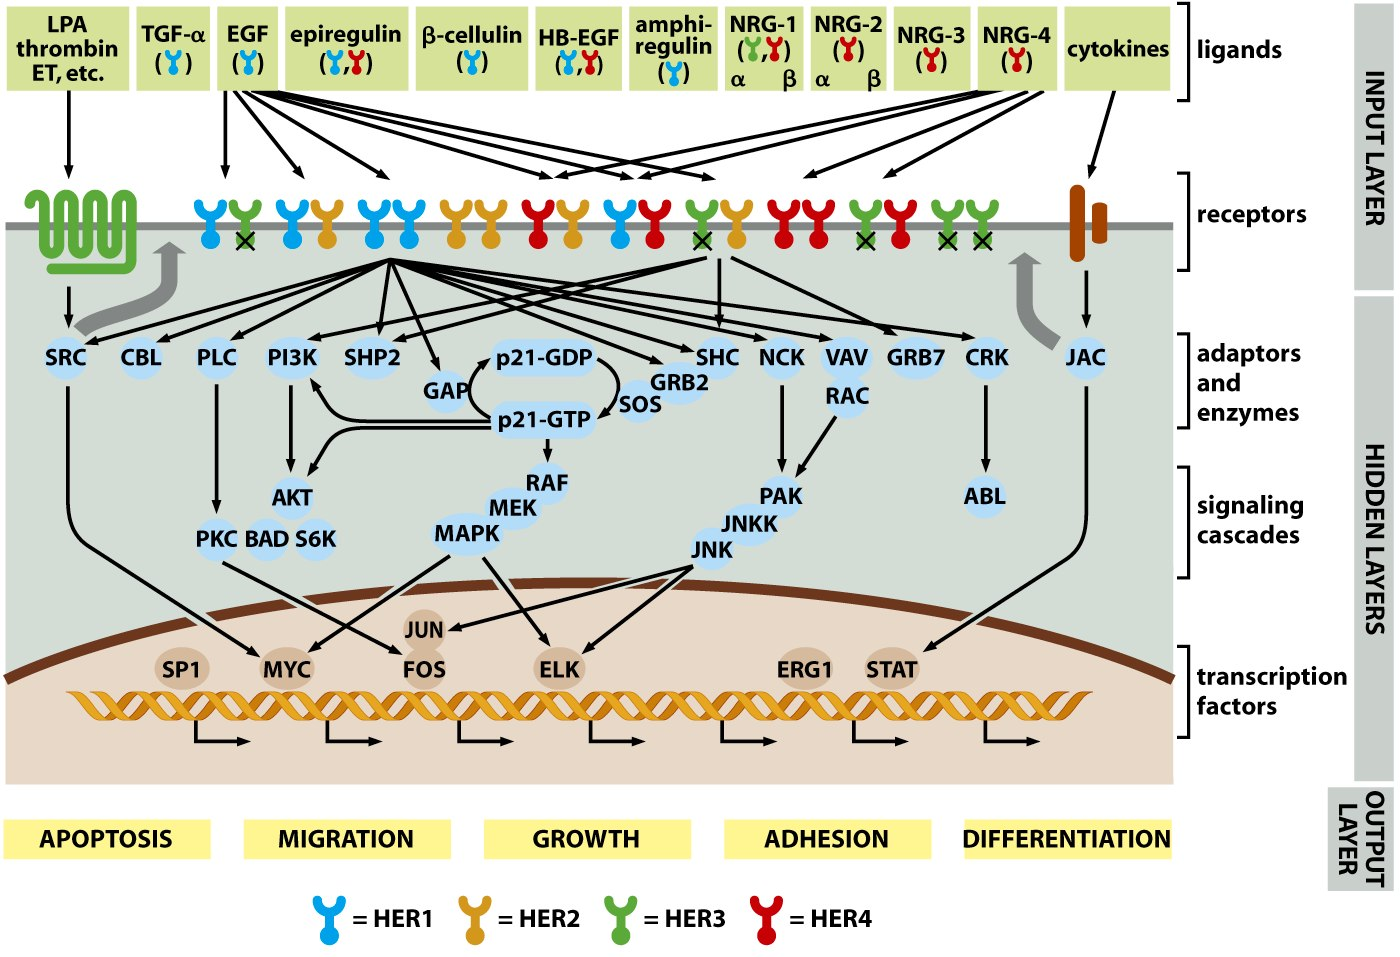 LPA
thrombin
ET, etc.
TGF-α
( )
EGF
( )
epiregulin
( , )
β-cellulin
( )
HB-EGF
( , )
amphi-
regulin
( )
NRG-1
( , )
α β
NRG-2
( )
α β
NRG-3
( )
NRG-4
( )
cytokines
ligands
receptors
INPUT LAYER
SRC
CBL
PLC
PI3K
SHP2
GAP
p21-GDP
p21-GTP
SOS
GRB2
SHC
NCK
VAV
RAC
GRB7
CRK
JAC
adaptors
and
enzymes
AKT
PKC
BAD
S6K
RAF
MEK
MAPK
PAK
JNKK
JNK
ABL
signaling
cascades
HIDDEN LAYERS
SP1
MYC
JUN
FOS
ELK
ERG1
STAT
transcription
factors
APOPTOSIS
MIGRATION
GROWTH
ADHESION
DIFFERENTIATION
OUTPUT
LAYER
= HER1
= HER2
= HER3
= HER4